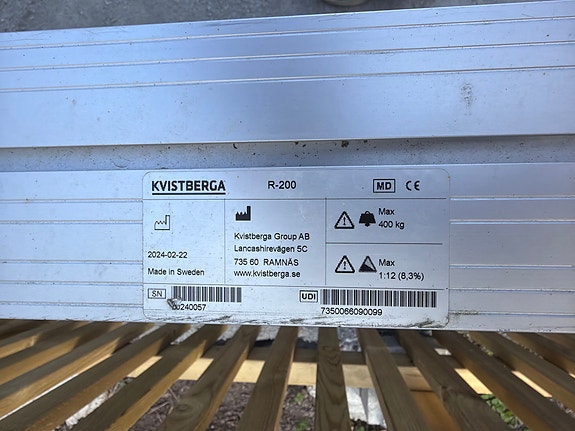 KVISTBERGA R-200 MD CE
2024-02-22
Made in Sweden
Kvistberga Group AB
Lancashirevägen 5C
735 60 RAMNÄS
www.kvistberga.se
Max
400 kg
Max
1:12 (8,3%)
SN
UDI
7350066090099